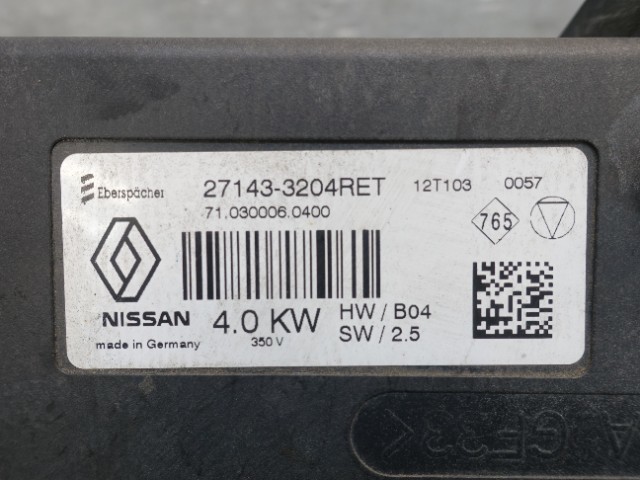 Eberspächer 27143-3204RET 12T103 0057
71.030006.0400
765
NISSAN 4.0 KW HW / B04
made in Germany 350 V SW / 2.5